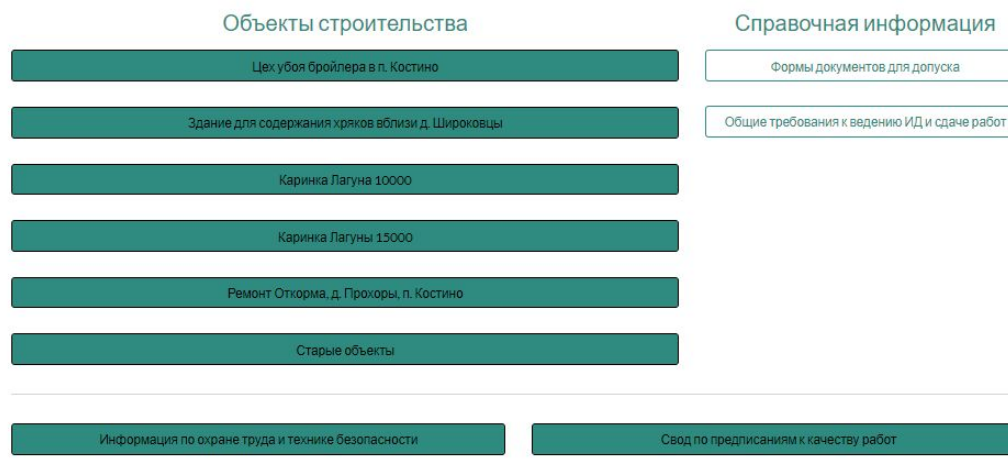 Объекты строительства
Справочная информация
Цех убоя бройлера в п. Костино
Формы документов для допуска
Здание для содержания хряков вблизи д. Широковцы
Общие требования к ведению ИД и сдаче работ
Каринка Лагуна 10000
Каринка Лагуны 15000
Ремонт Откорма, д. Прохоры, п. Костино
Старые объекты
Информация по охране труда и технике безопасности
Свод по предписаниям к качеству работ